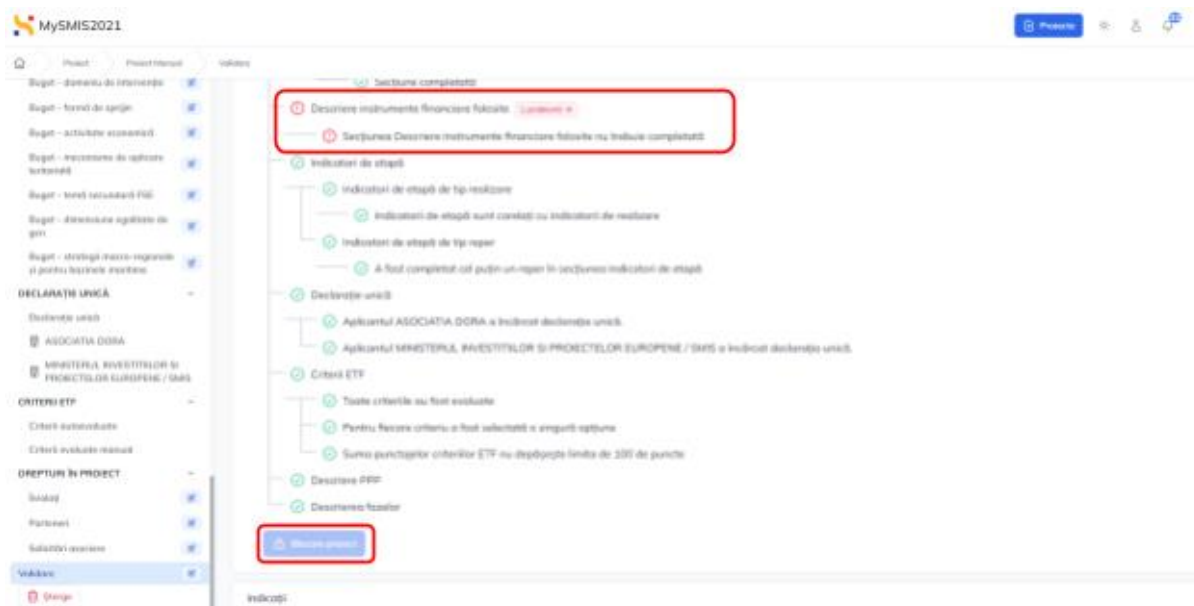 MySMIS2021
Proiecte
Proiect
Proiect Manual
Validare
Buget - domeniu de intervenție
Buget - formă de sprijin
Buget - activitate economică
Buget - mecanisme de aplicare
teritorială
Buget - temă secundară FSE
Buget - dimensiune egalitate de
gen
Buget - strategii macro-regionale
și pentru bazinele maritime
DECLARAȚIE UNICĂ
Declarație unică
ASOCIATIA DORA
MINISTERUL INVESTITIILOR SI
PROIECTELOR EUROPENE / SMIS
CRITERII ETF
Criterii autoevaluate
Criterii evaluate manual
DREPTURI ÎN PROIECT
Invitați
Parteneri
Solicitări asociere
Validare
Șterge
Secțiune completată
Descriere instrumente financiare folosite
Secțiunea Descriere instrumente financiare folosite nu trebuie completată
Indicatori de etapă
Indicatori de etapă de tip realizare
Indicatori de etapă sunt corelați cu indicatori de realizare
Indicatori de etapă de tip reper
A fost completat cel puțin un reper în secțiunea indicatori de etapă
Declarație unică
Aplicantul ASOCIATIA DORA a încărcat declarația unică.
Aplicantul MINISTERUL INVESTITIILOR SI PROIECTELOR EUROPENE / SMIS a încărcat declarația unică.
Criterii ETF
Toate criteriile au fost evaluate
Pentru fiecare criteriu a fost selectată o singură opțiune
Suma punctajelor criteriilor ETF nu depășește limita de 100 de puncte
Descriere PPP
Descrierea fazelor
Blocare proiect
Indicații